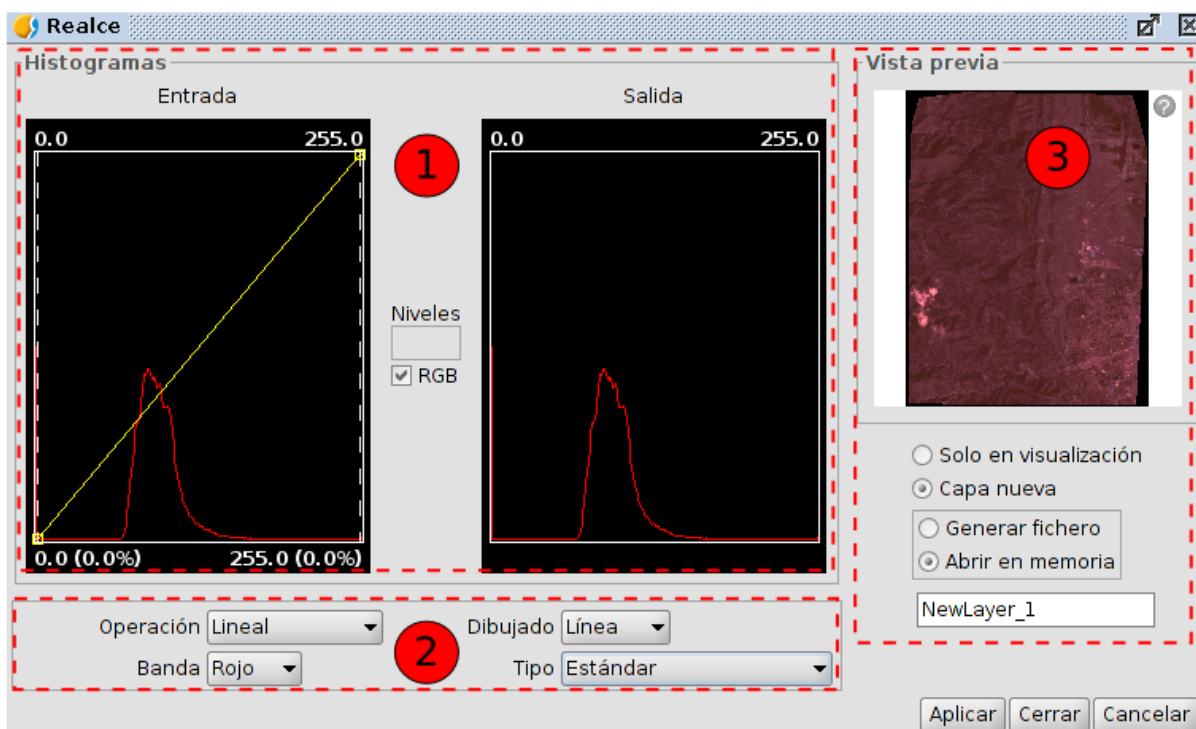 Realce
Histogramas
Entrada
Salida
0.0 255.0
0.0 255.0
1
Niveles
RGB
0.0 (0.0%) 255.0 (0.0%)
Operación Lineal
Dibujado Línea
2
Banda Rojo
Tipo Estándar
Vista previa
?
3
Solo en visualización
Capa nueva
Generar fichero
Abrir en memoria
NewLayer_1
Aplicar Cerrar Cancelar